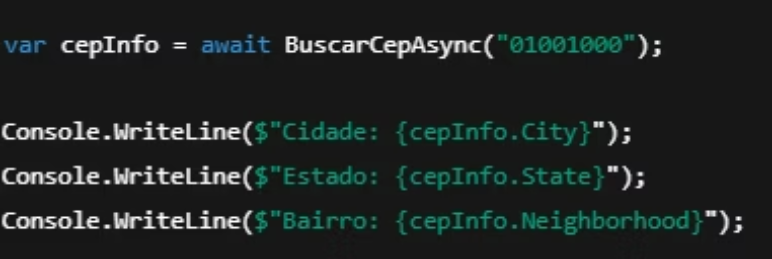 var cepInfo = await BuscarCepAsync("01001000");
Console.WriteLine($"Cidade: {cepInfo.City}");
Console.WriteLine($"Estado: {cepInfo.State}");
Console.WriteLine($"Bairro: {cepInfo.Neighborhood}");